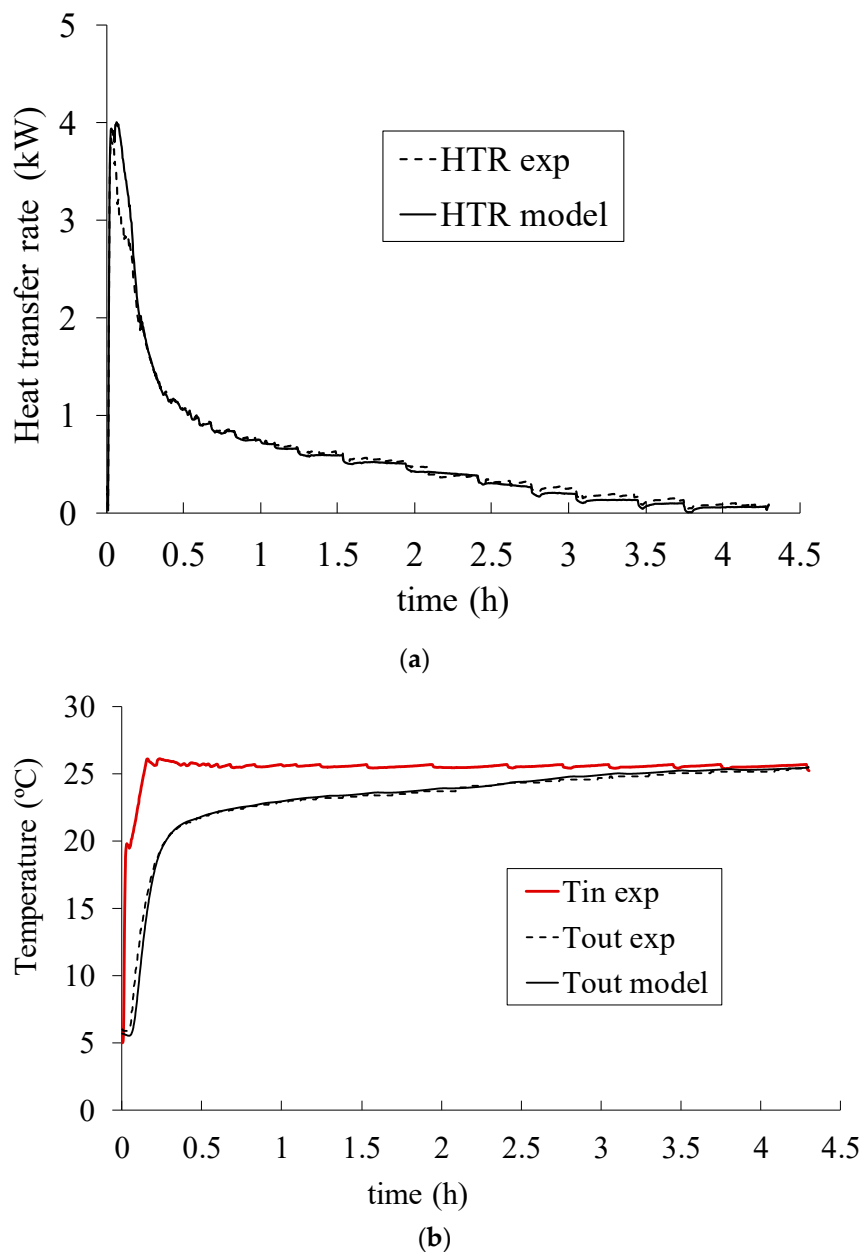 5
4
3
2
1
0
Heat transfer rate (kW)
HTR exp
HTR model
0 0.5 1 1.5 2 2.5 3 3.5 4 4.5
time (h)
(a)
30
25
20
15
10
5
0
Temperature (ºC)
Tin exp
Tout exp
Tout model
0 0.5 1 1.5 2 2.5 3 3.5 4 4.5
time (h)
(b)